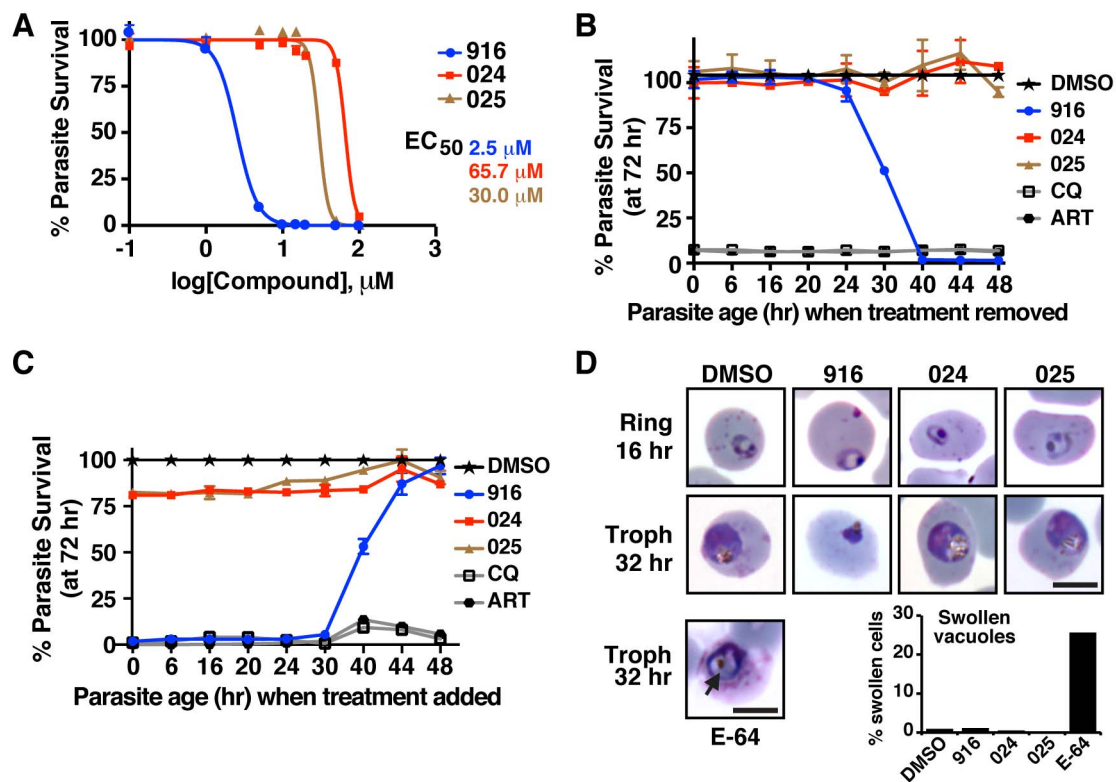 A
% Parasite Survival
100
75
50
25
0
-1
0
1
2
3
log[Compound], μM
916
024
025
EC50 2.5 μM
65.7 μM
30.0 μM
B
% Parasite Survival
(at 72 hr)
100
75
50
25
0
0 6 16 20 24 30 40 44 48
Parasite age (hr) when treatment removed
DMSO
916
024
025
CQ
ART
C
% Parasite Survival
(at 72 hr)
100
75
50
25
0
0 6 16 20 24 30 40 44 48
Parasite age (hr) when treatment added
DMSO
916
024
025
CQ
ART
D
DMSO 916 024 025
Ring
16 hr
Troph
32 hr
Troph
32 hr
E-64
Swollen
vacuoles
% swollen cells
30
20
10
0
DMSO
916
024
025
E-64